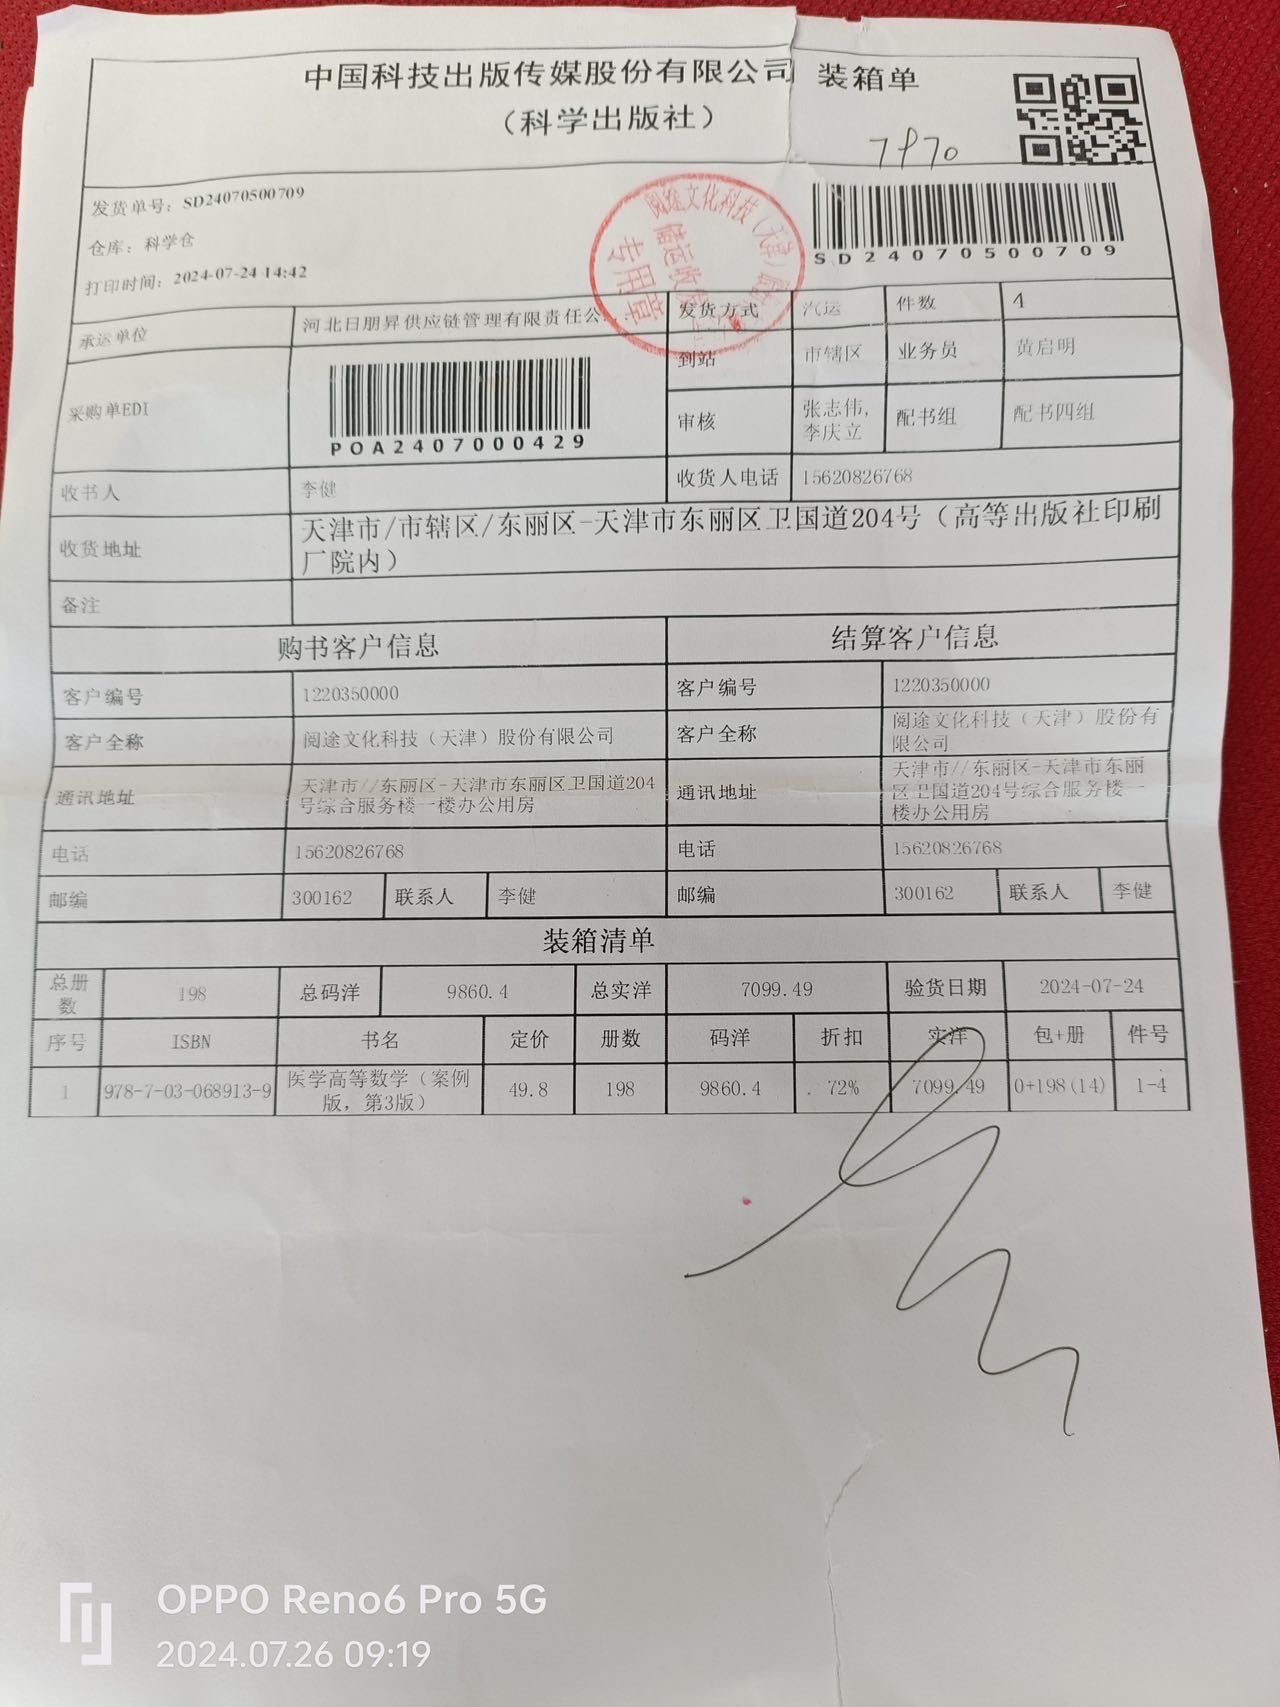 中国科技出版传媒股份有限公司 装箱单
（科学出版社）
7970
发货单号：SD24070500709
仓库：科学仓
打印时间：2024-07-24 14:42
SD24070500709
阅途文化科技（天津）股
储运收
专用章
承运单位 河北日朋昇供应链管理有限责任公... 发货方式 汽运 件数 4
到站 市辖区 业务员 黄启明
采购单EDI POA2407000429 审核 张志伟,李庆立 配书组 配书四组
收书人 李健 收货人电话 15620826768
收货地址 天津市/市辖区/东丽区-天津市东丽区卫国道204号（高等出版社印刷
厂院内）
备注
购书客户信息 结算客户信息
客户编号 1220350000 客户编号 1220350000
客户全称 阅途文化科技（天津）股份有限公司 客户全称 阅途文化科技（天津）股份有限公司
通讯地址 天津市//东丽区-天津市东丽区卫国道204号综合服务楼一楼办公用房 通讯地址 天津市//东丽区-天津市东丽区卫国道204号综合服务楼一楼办公用房
电话 15620826768 电话 15620826768
邮编 300162 联系人 李健 邮编 300162 联系人 李健
装箱清单
总册数 198 总码洋 9860.4 总实洋 7099.49 验货日期 2024-07-24
序号 ISBN 书名 定价 册数 码洋 折扣 实洋 包+册 件号
1 978-7-03-068913-9 医学高等数学（案例版，第3版） 49.8 198 9860.4 72% 7099.49 0+198(14) 1-4
OPPO Reno6 Pro 5G
2024.07.26 09:19